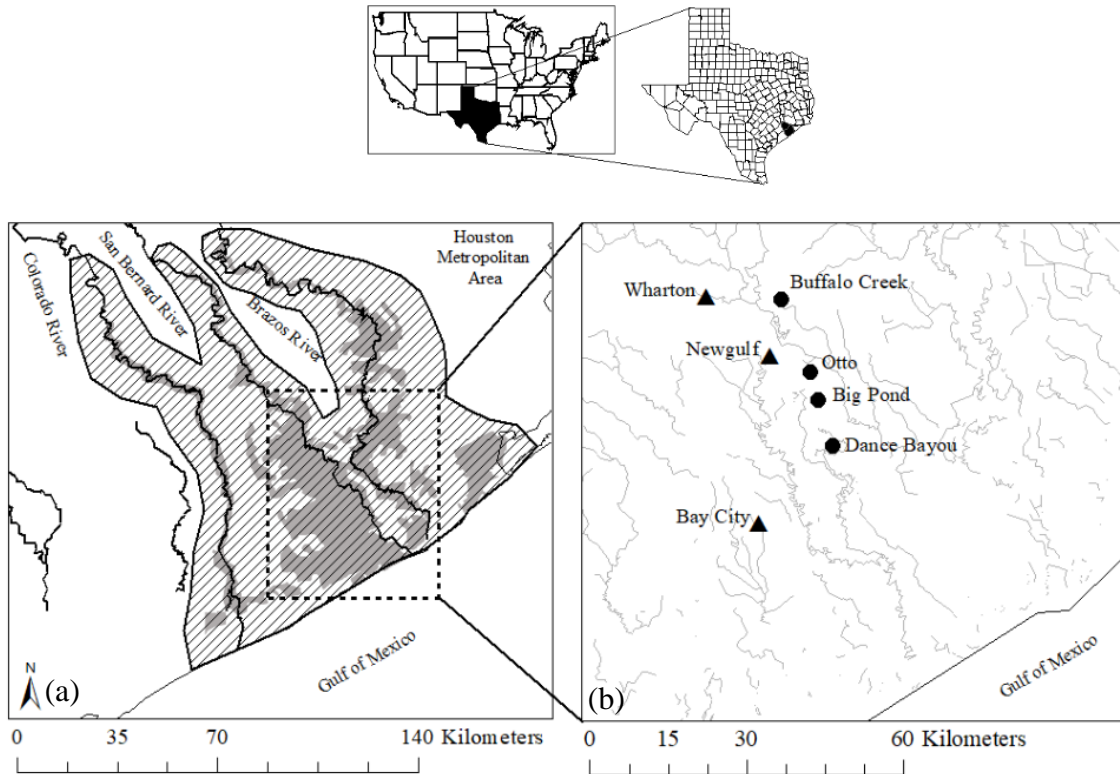 Houston
Metropolitan
Area
San Bernard River
Colorado River
Brazos River
Gulf of Mexico
N
(a)
0 35 70 140 Kilometers
Buffalo Creek
Wharton
Newgulf
Otto
Big Pond
Dance Bayou
Bay City
Gulf of Mexico
(b)
0 15 30 60 Kilometers